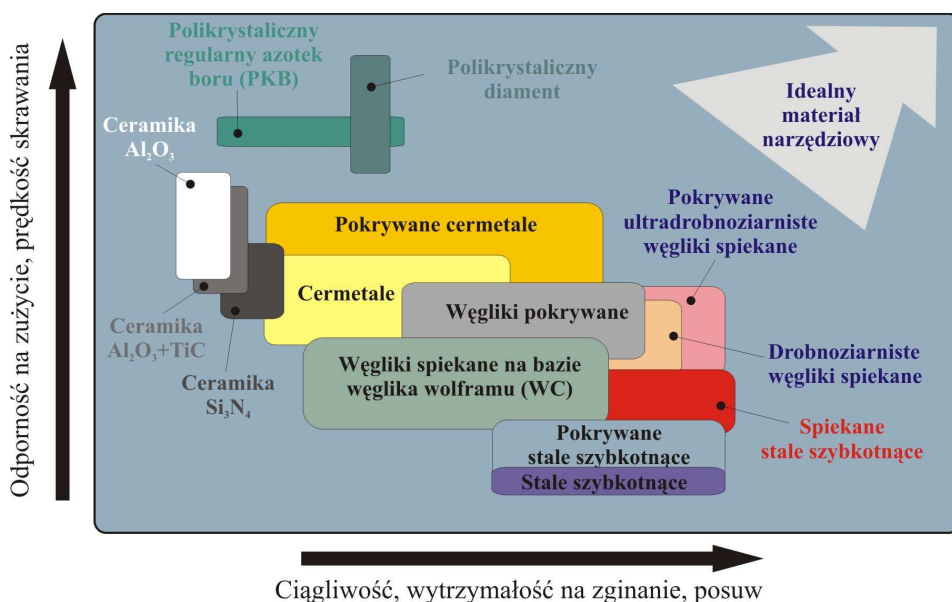 Odporność na zużycie, prędkość skrawania
Polikrystaliczny
regularny azotek
boru (PKB)
Polikrystaliczny
diament
Idealny
materiał
narzędziowy
Ceramika
Al₂O₃
Pokrywane
ultradrobnoziarniste
węgliki spiekane
Pokrywane cermetale
Cermetale
Węgliki pokrywane
Ceramika
Al₂O₃+TiC
Ceramika
Si₃N₄
Węgliki spiekane na bazie
węglika wolframu (WC)
Drobnoziarniste
węgliki spiekane
Spiekane
stale szybkotnące
Pokrywane
stale szybkotnące
Stale szybkotnące
Ciągliwość, wytrzymałość na zginanie, posuw